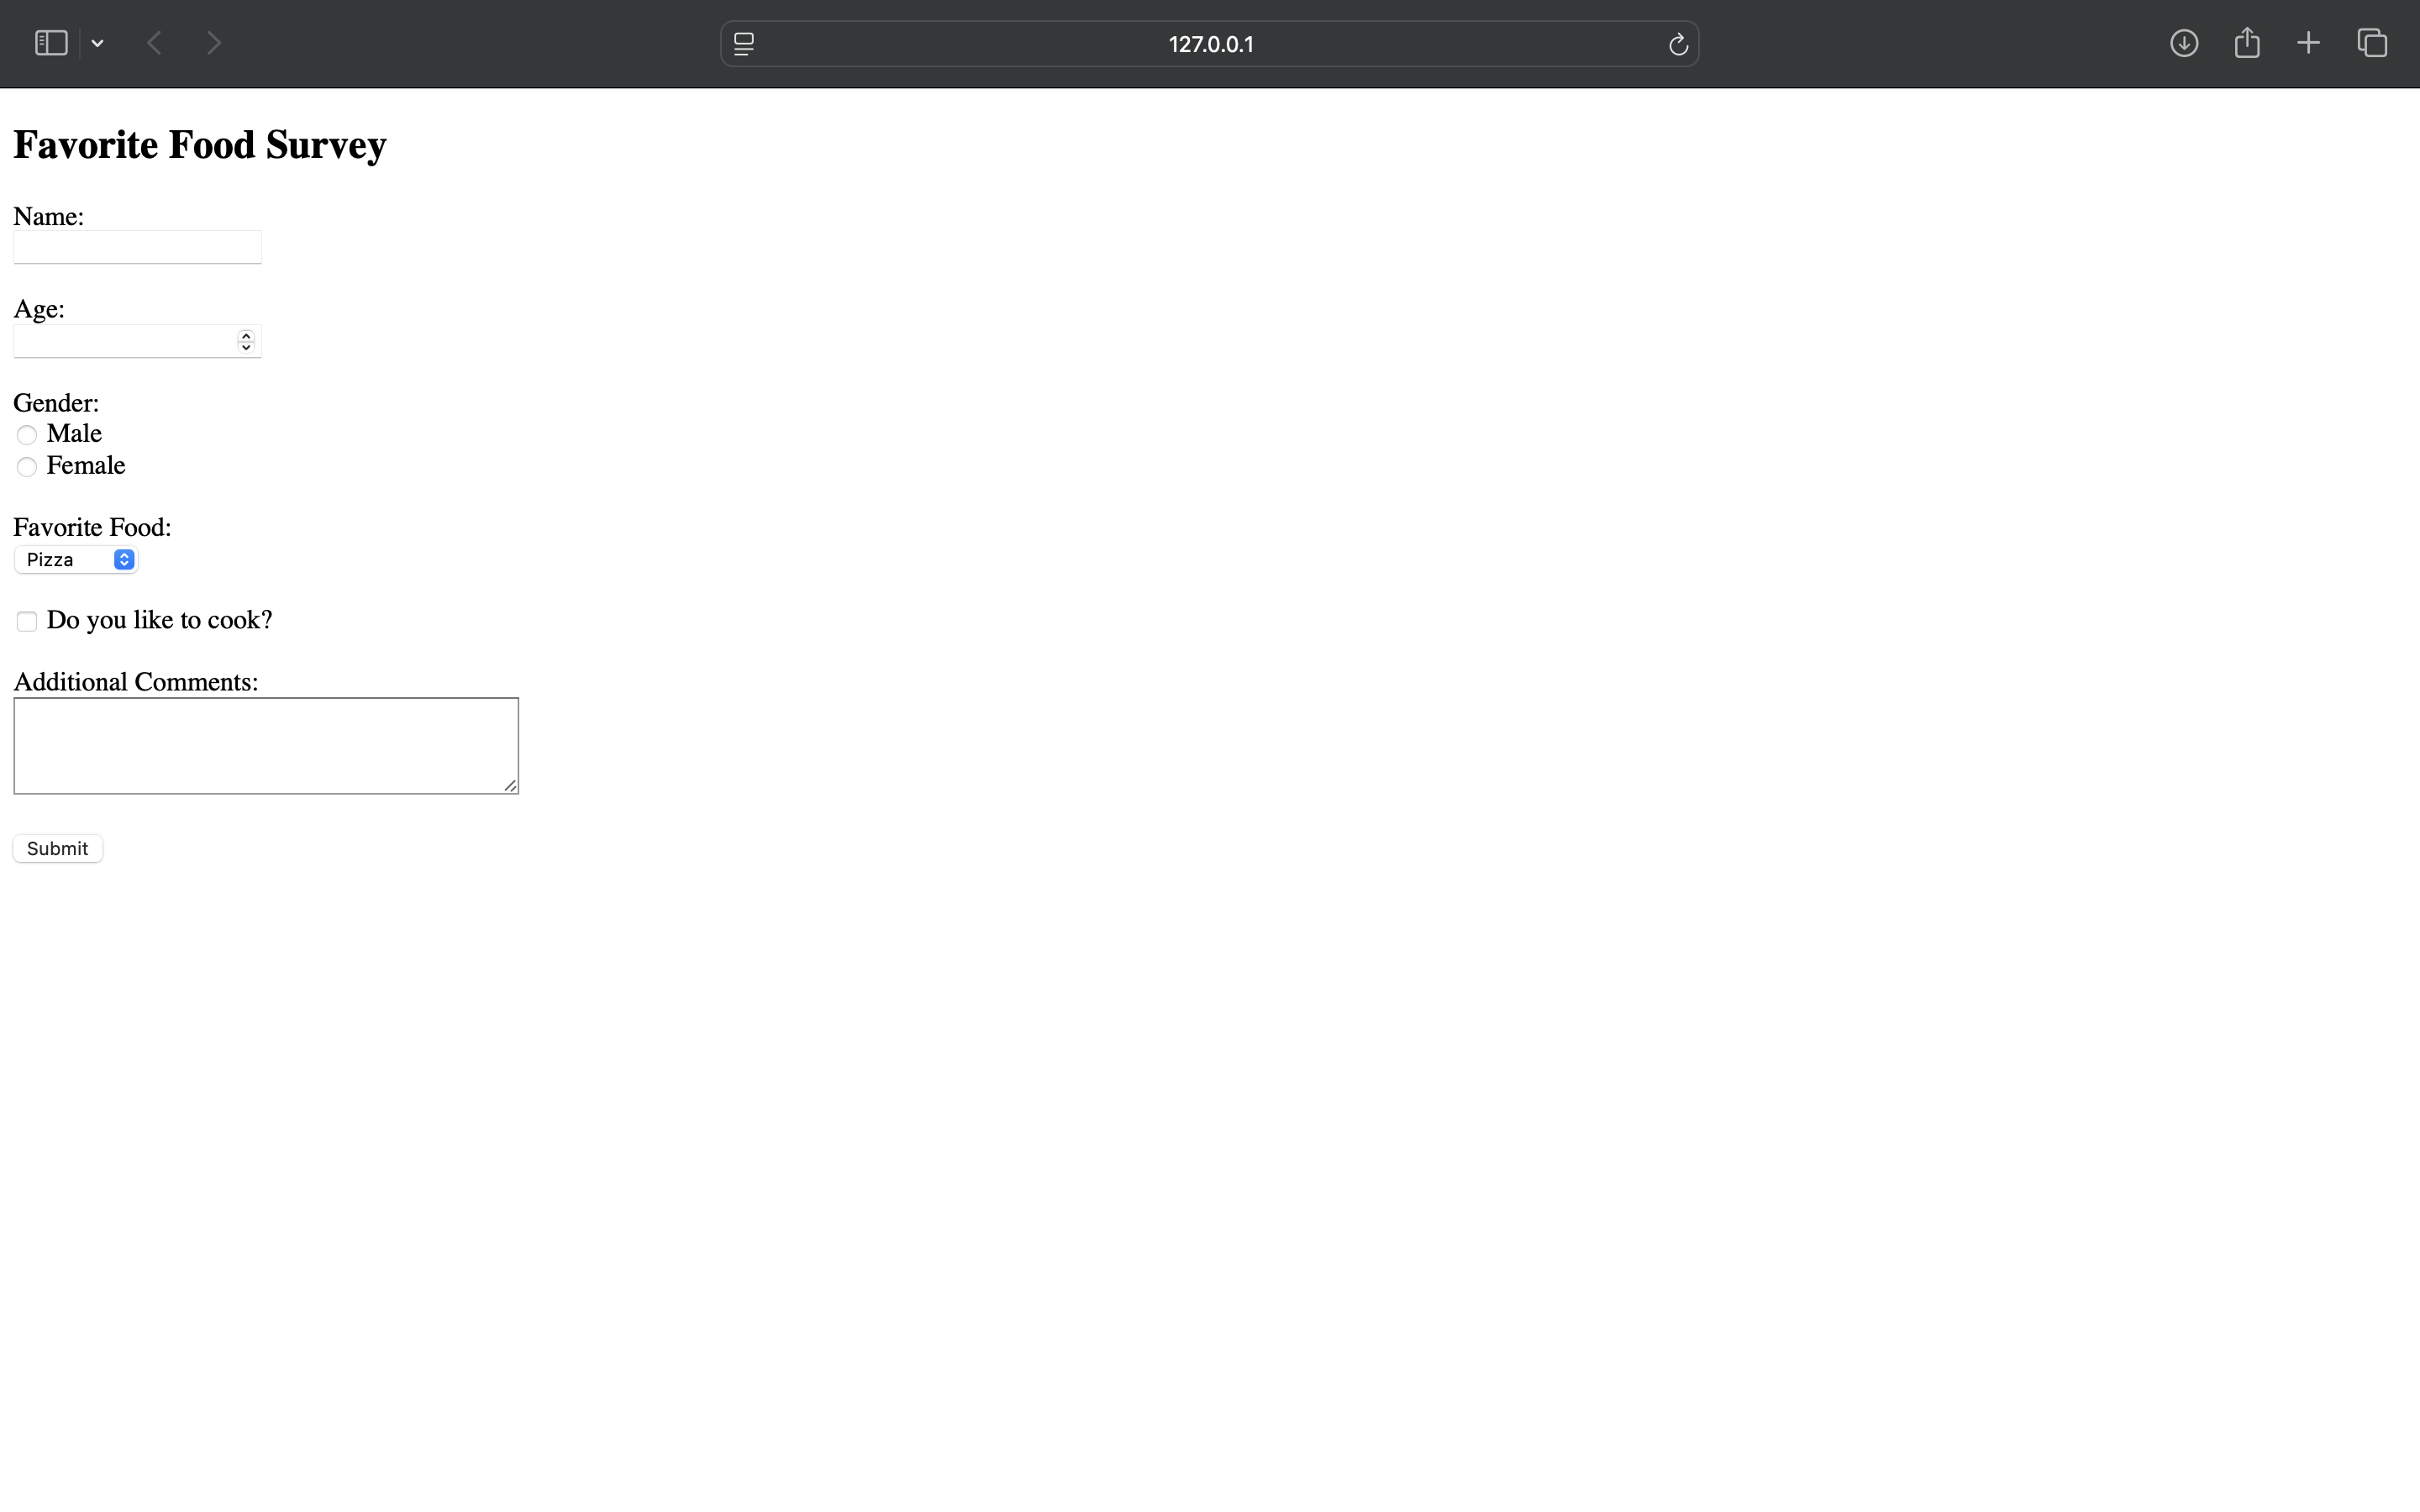 127.0.0.1
Favorite Food Survey
Name:
Age:
Gender:
Male
Female
Favorite Food:
Pizza
Do you like to cook?
Additional Comments:
Submit